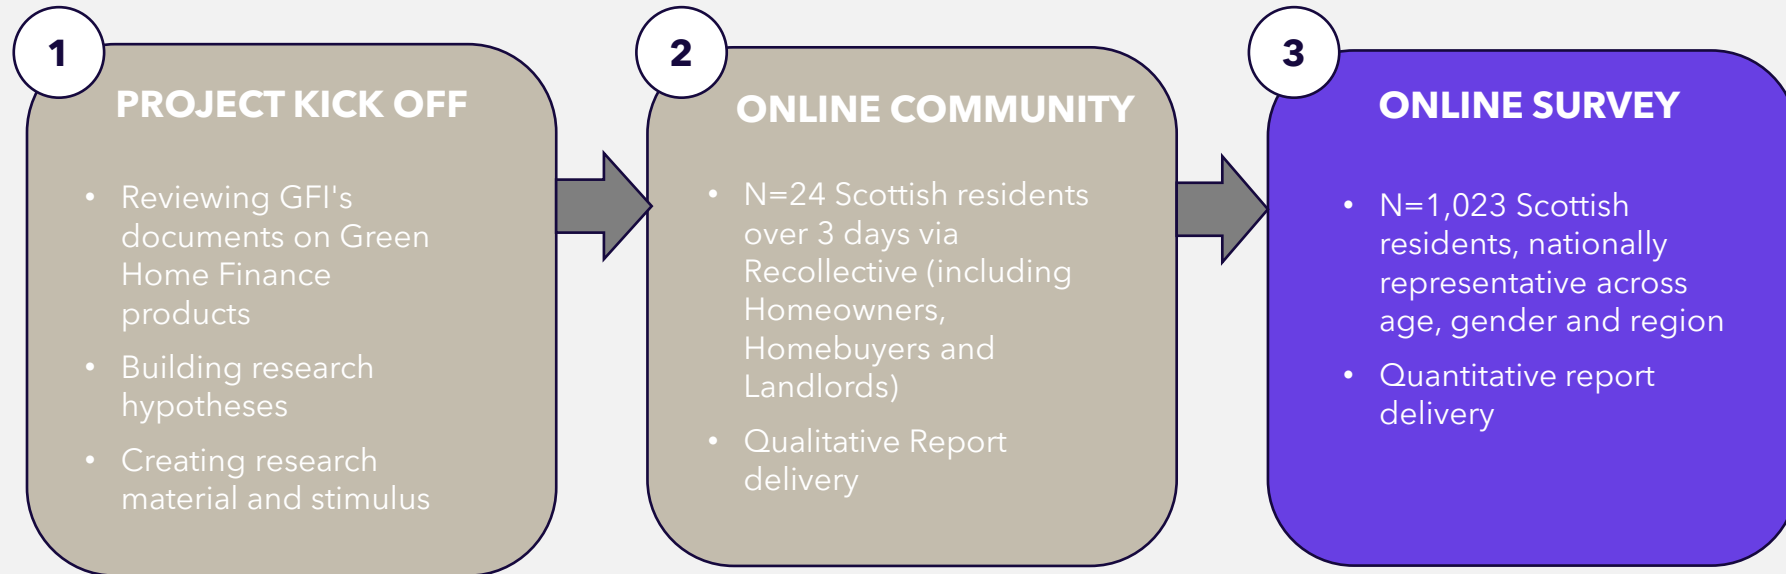 1
PROJECT KICK OFF
• Reviewing GFI's
documents on Green
Home Finance
products
• Building research
hypotheses
• Creating research
material and stimulus
2
ONLINE COMMUNITY
• N=24 Scottish residents
over 3 days via
Recollective (including
Homeowners,
Homebuyers and
Landlords)
• Qualitative Report
delivery
3
ONLINE SURVEY
• N=1,023 Scottish
residents, nationally
representative across
age, gender and region
• Quantitative report
delivery